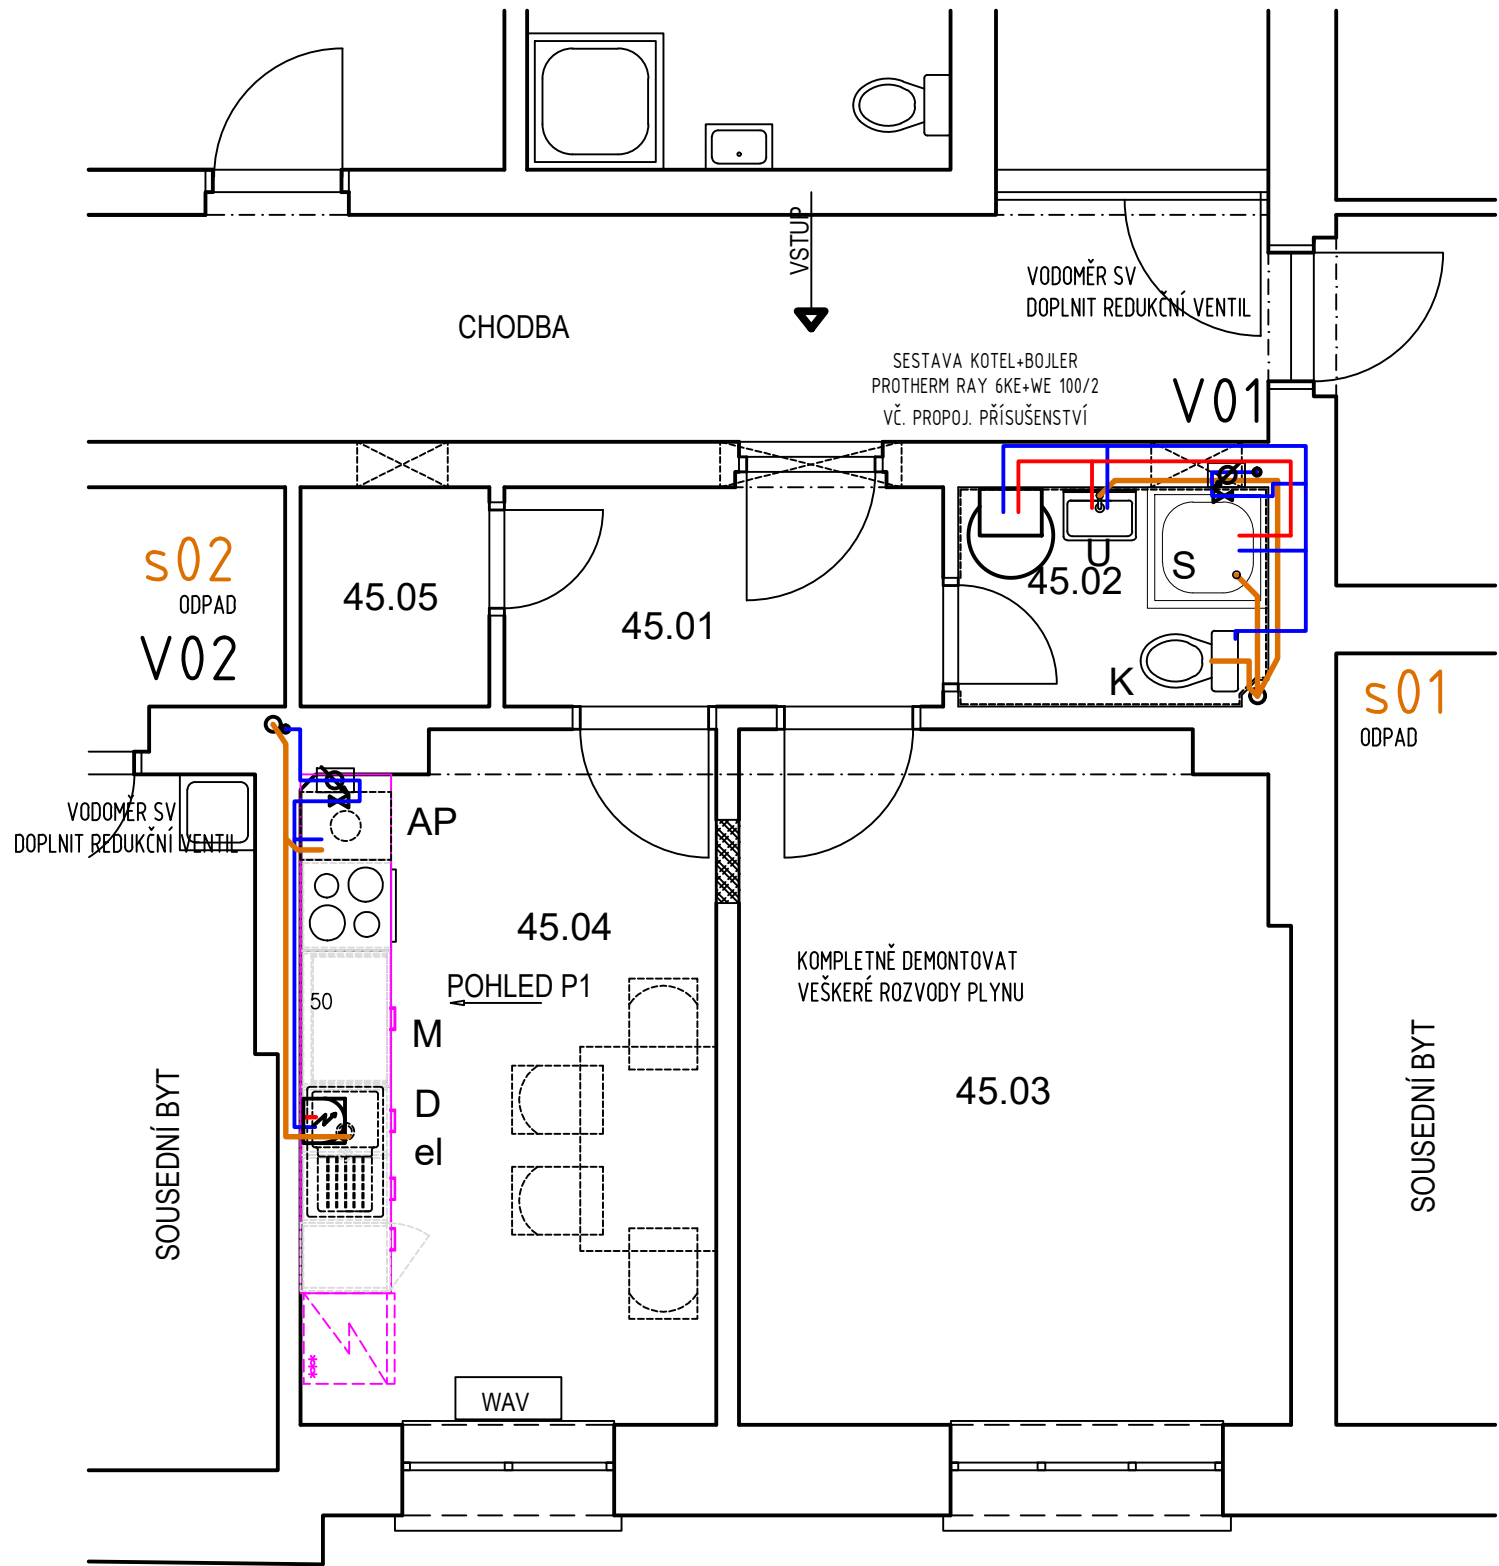 VSTUP
VODOMĚR SV
DOPLNIT REDUKČNÍ VENTIL
CHODBA
SESTAVA KOTEL+BOJLER
PROTHERM RAY 6KE+WE 100/2
VČ. PROPOJ. PŘÍSUŠENSTVÍ
V01
s02
ODPAD
V02
45.05
45.01
U
45.02
S
K
s01
ODPAD
VODOMĚR SV
DOPLNIT REDUKČNÍ VENTIL
AP
45.04
POHLED P1
50
M
D
el
KOMPLETNĚ DEMONTOVAT
VEŠKERÉ ROZVODY PLYNU
45.03
SOUSEDNÍ BYT
SOUSEDNÍ BYT
***
WAV